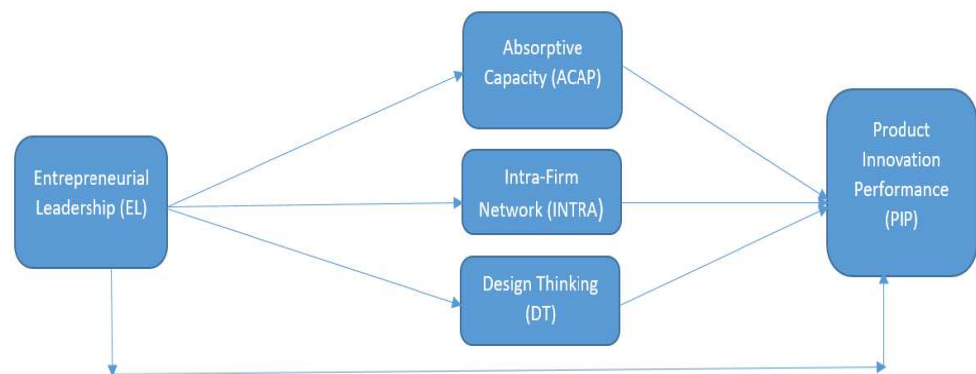 Entrepreneurial
Leadership (EL)
Absorptive
Capacity (ACAP)
Intra-Firm
Network (INTRA)
Design Thinking
(DT)
Product
Innovation
Performance
(PIP)